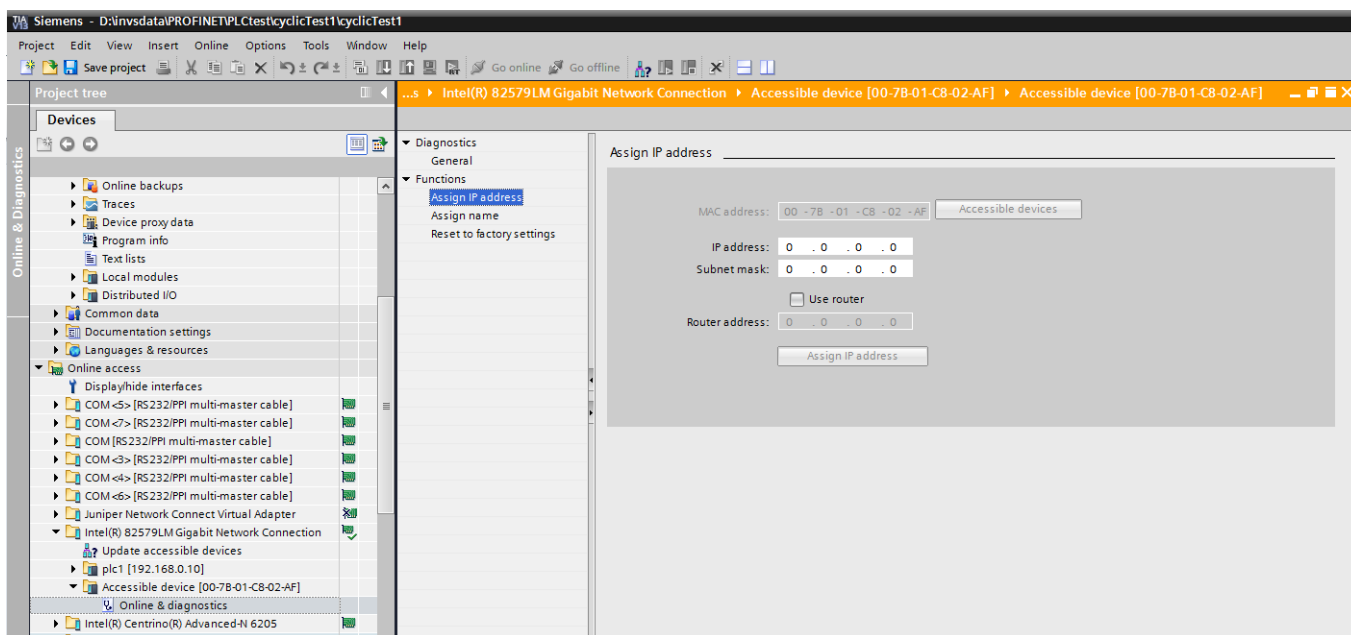 Siemens - D:\invsdata\PROFINET\PLCtest\cyclicTest1\cyclicTest1
Project Edit View Insert Online Options Tools Window Help
Save project Go online Go offline
Project tree
...s Intel(R) 82579LM Gigabit Network Connection Accessible device [00-7B-01-C8-02-AF] Accessible device [00-7B-01-C8-02-AF]
Devices
Online & Diagnostics
Online backups
Traces
Device proxy data
Program info
Text lists
Local modules
Distributed I/O
Common data
Documentation settings
Languages & resources
Online access
Display/hide interfaces
COM <5> [RS232/PPI multi-master cable]
COM <7> [RS232/PPI multi-master cable]
COM [RS232/PPI multi-master cable]
COM <3> [RS232/PPI multi-master cable]
COM <4> [RS232/PPI multi-master cable]
COM <6> [RS232/PPI multi-master cable]
Juniper Network Connect Virtual Adapter
Intel(R) 82579LM Gigabit Network Connection
Update accessible devices
plc1 [192.168.0.10]
Accessible device [00-7B-01-C8-02-AF]
Online & diagnostics
Intel(R) Centrino(R) Advanced-N 6205
Diagnostics
General
Functions
Assign IP address
Assign name
Reset to factory settings
Assign IP address
MAC address: 00 -7B -01 -C8 -02 -AF Accessible devices
IP address: 0 . 0 . 0 . 0
Subnet mask: 0 . 0 . 0 . 0
Use router
Router address: 0 . 0 . 0 . 0
Assign IP address